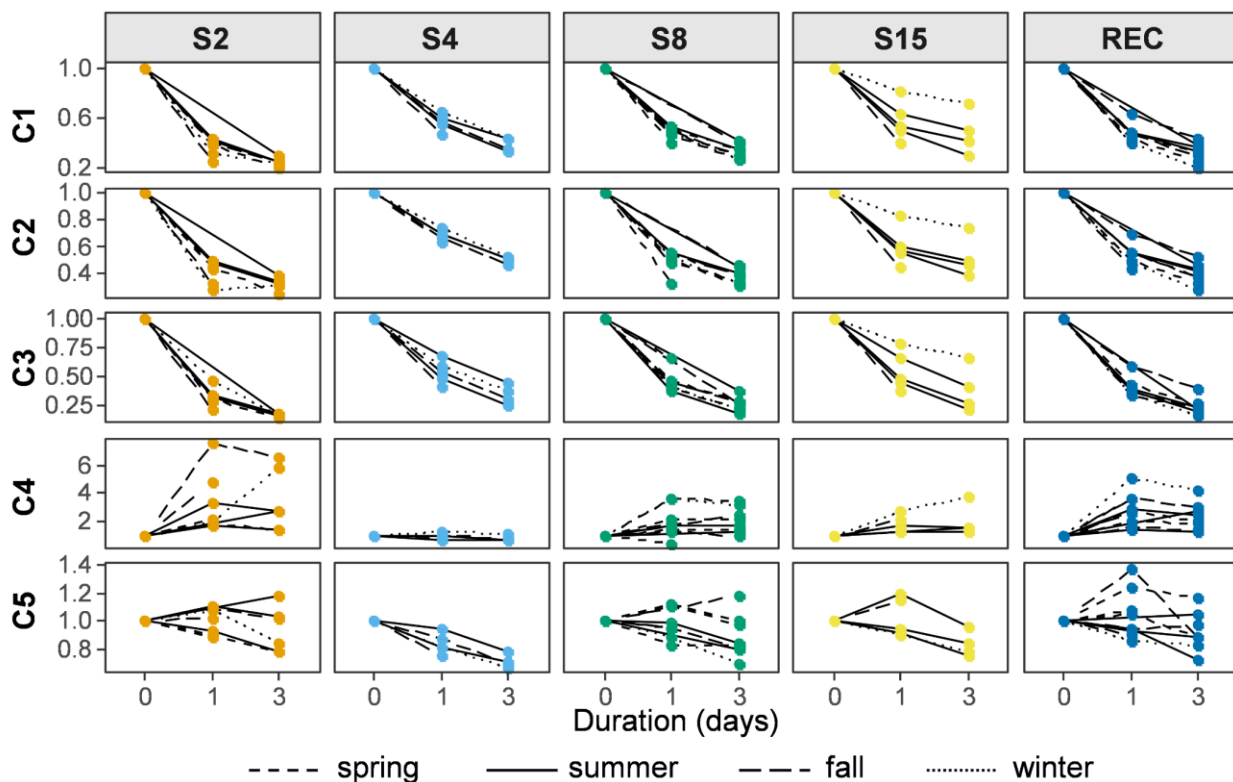 S2 S4 S8 S15 REC
C1
1.0
0.6
0.2
C2
1.0
0.8
0.6
0.4
C3
1.00
0.75
0.50
0.25
C4
6
4
2
C5
1.4
1.2
1.0
0.8
0 1 3 0 1 3 0 1 3 0 1 3 0 1 3
Duration (days)
spring summer fall winter